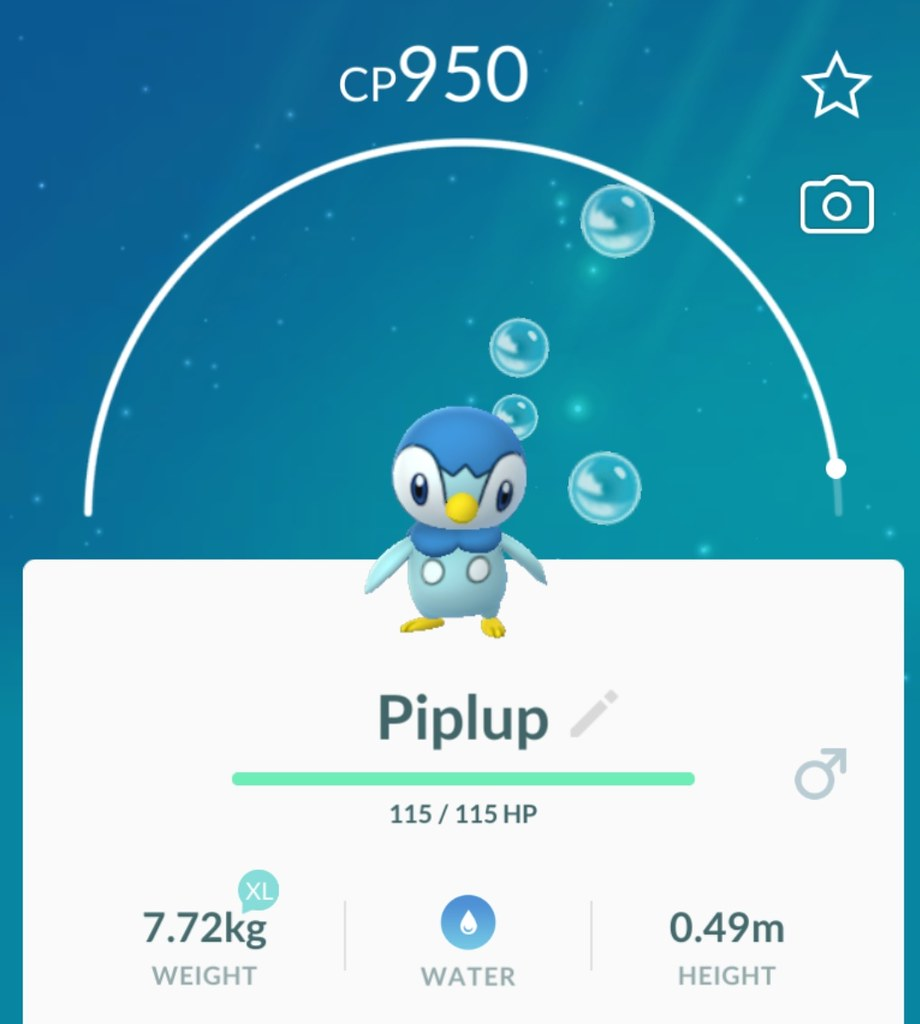 CP950
Piplup
115 / 115 HP
XL
7.72kg
WEIGHT
WATER
0.49m
HEIGHT